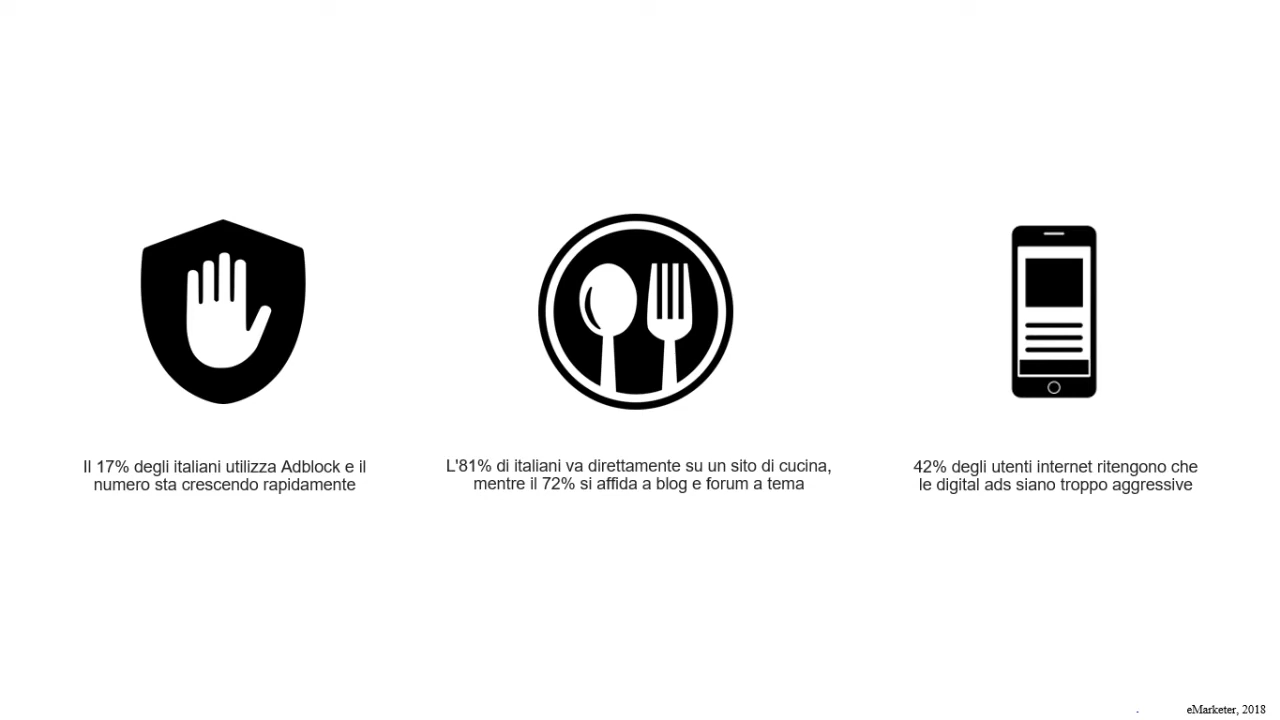 Il 17% degli italiani utilizza Adblock e il
numero sta crescendo rapidamente
L'81% di italiani va direttamente su un sito di cucina,
mentre il 72% si affida a blog e forum a tema
42% degli utenti internet ritengono che
le digital ads siano troppo aggressive
. eMarketer, 2018